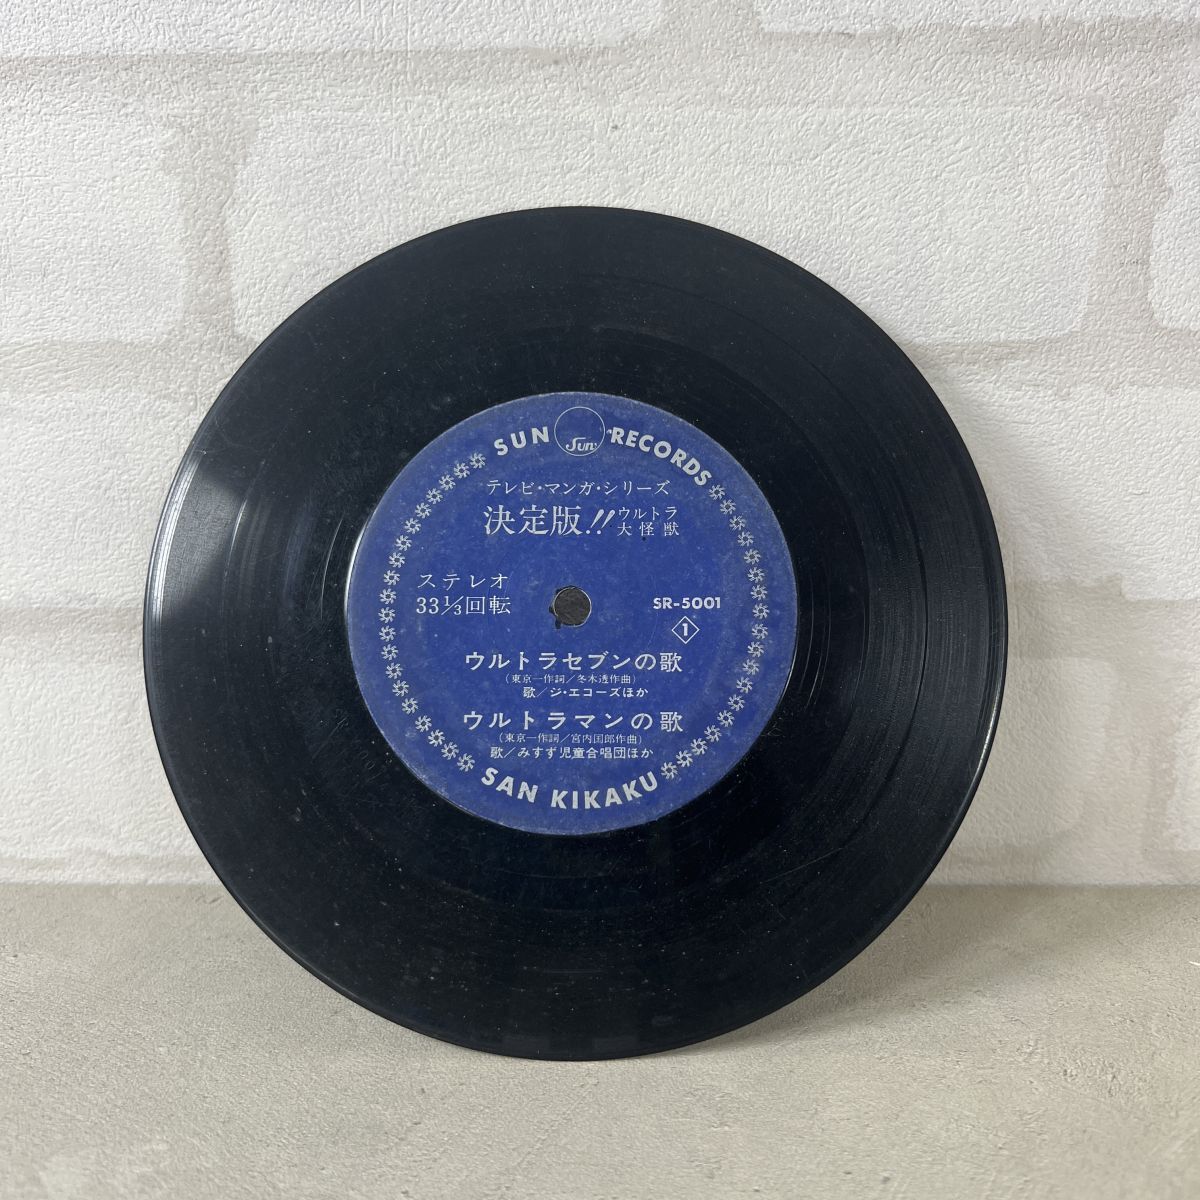 SUN Sun RECORDS
テレビ・マンガ・シリーズ
決定版!! ウルトラ
大怪獣
ステレオ
33⅓回転
SR-5001
1
ウルトラセブンの歌
(東京一作詞/冬木透作曲)
歌/ジ・エコーズほか
ウルトラマンの歌
(東京一作詞/宮内国郎作曲)
歌/みすず児童合唱団ほか
SAN KIKAKU